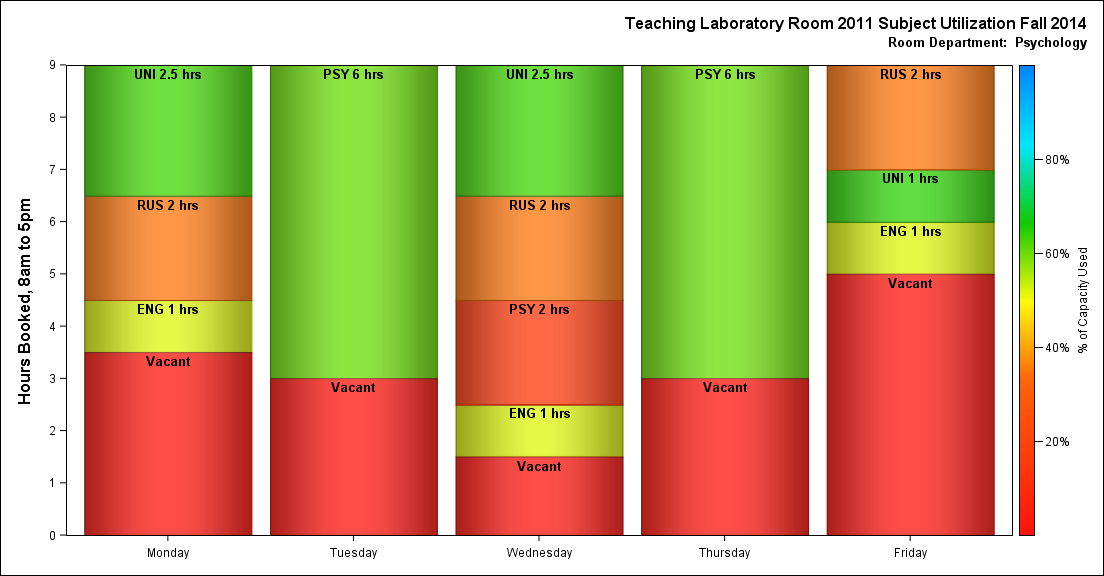 Teaching Laboratory Room 2011 Subject Utilization Fall 2014
Room Department: Psychology
Hours Booked, 8am to 5pm
9
8
7
6
5
4
3
2
1
0
UNI 2.5 hrs
RUS 2 hrs
ENG 1 hrs
Vacant
PSY 6 hrs
Vacant
UNI 2.5 hrs
RUS 2 hrs
PSY 2 hrs
ENG 1 hrs
Vacant
PSY 6 hrs
Vacant
RUS 2 hrs
UNI 1 hrs
ENG 1 hrs
Vacant
Monday
Tuesday
Wednesday
Thursday
Friday
80%
60%
40%
20%
% of Capacity Used